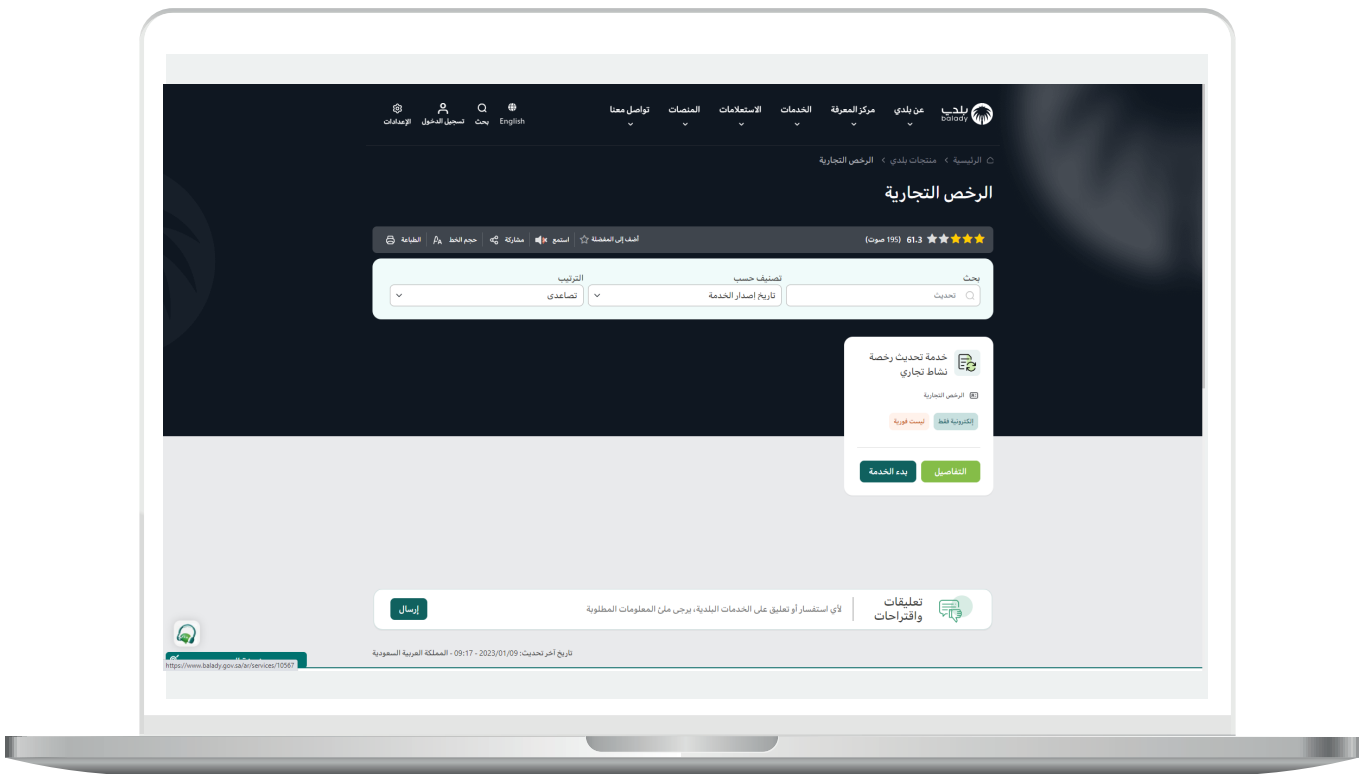 بلدي
balady
عن بلدي
مركز المعرفة
الخدمات
الاستعلامات
المنصات
تواصل معنا
English
بحث
تسجيل الدخول
الإعدادات
الرئيسية > منتجات بلدي > الرخص التجارية
الرخص التجارية
61.3 (195 صوت)
أضف إلى المفضلة
استمع
مشاركة
حجم الخط
الطباعة
بحث
تصنيف حسب
الترتيب
تحديث
تاريخ إصدار الخدمة
تصاعدى
خدمة تحديث رخصة
نشاط تجاري
الرخص التجارية
إلكترونية فقط
ليست فورية
التفاصيل
بدء الخدمة
تعليقات
واقتراحات
لأي استفسار أو تعليق على الخدمات البلدية، يرجى ملئ المعلومات المطلوبة
إرسال
تاريخ أخر تحديث: 2023/01/09 - 09:17 - المملكة العربية السعودية
https://www.balady.gov.sa/ar/services/10567